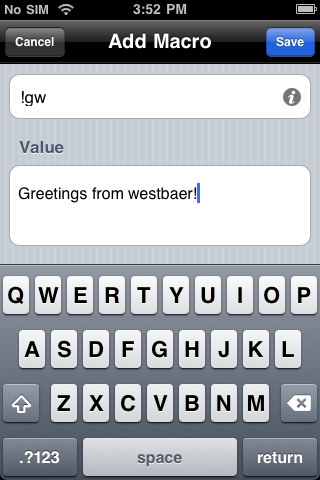 No SIM 3:52 PM
Cancel Add Macro Save
!gw
Value
Greetings from westbaer!
Q W E R T Y U I O P
A S D F G H J K L
Z X C V B N M
.?123 space return